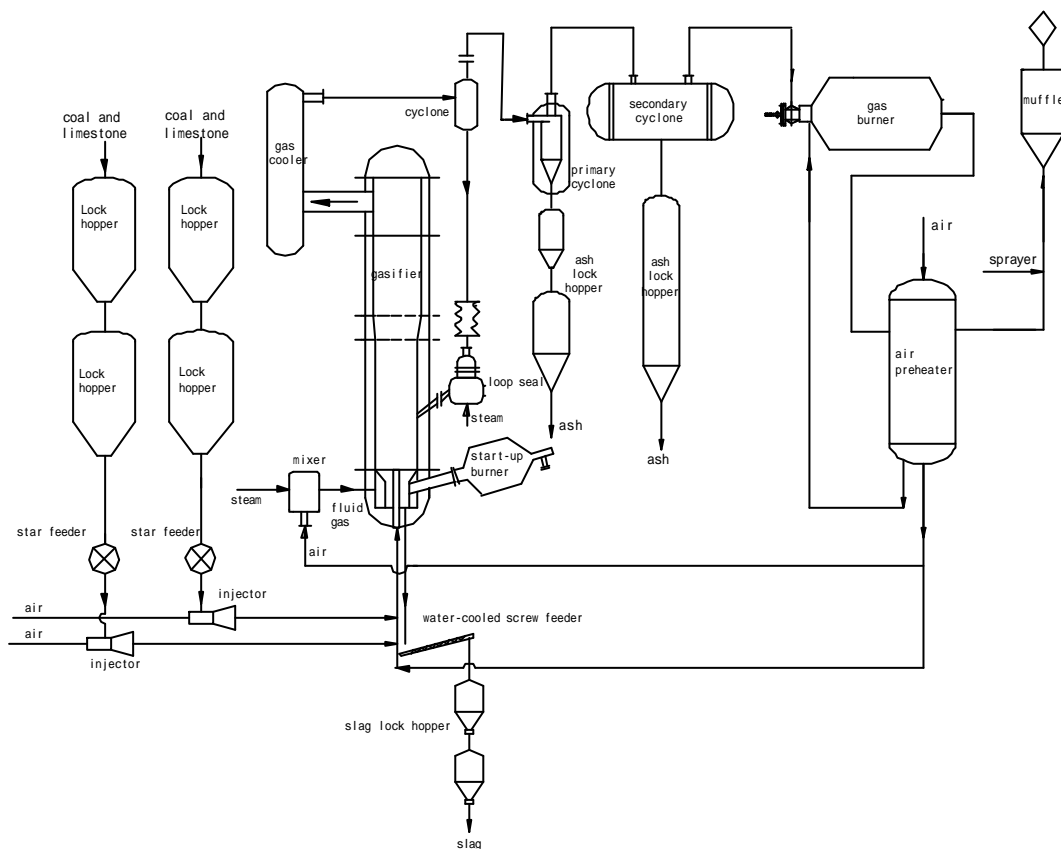 coal and
limestone
coal and
limestone
Lock
hopper
Lock
hopper
Lock
hopper
Lock
hopper
star feeder
star feeder
air
air
injector
injector
steam
mixer
air
fluid
gas
gas
cooler
gasifier
cyclone
loop seal
steam
start-up
burner
primary
cyclone
ash
lock
hopper
ash
secondary
cyclone
ash
lock
hopper
ash
gas
burner
muffle
sprayer
air
air
preheater
water-cooled screw feeder
slag lock hopper
slag